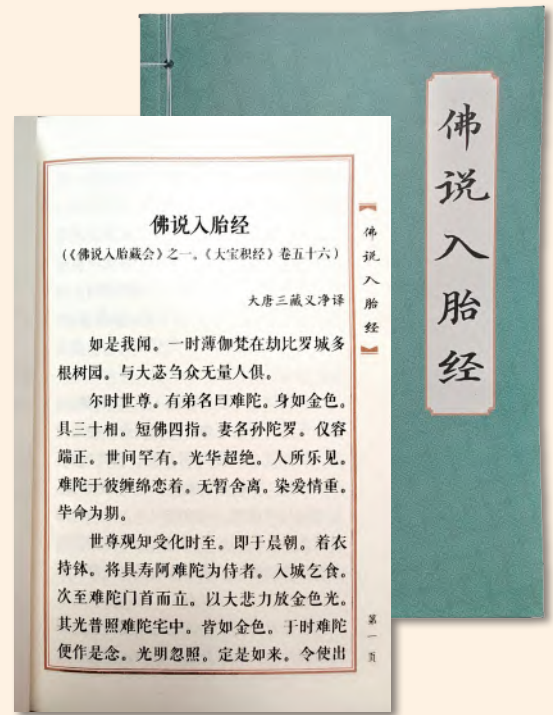 佛说入胎经
佛说入胎经
（《佛说入胎藏会》之一。《大宝积经》卷五十六）
大唐三藏义净译
如是我闻。一时薄伽梵在劫比罗城多
根树园。与大苾刍众无量人俱。
尔时世尊。有弟名曰难陀。身如金色。
具三十相。短佛四指。妻名孙陀罗。仪容
端正。世间罕有。光华超绝。人所乐见。
难陀于彼缠绵恋着。无暂舍离。染爱情重。
毕命为期。
世尊观知受化时至。即于晨朝。着衣
持钵。将具寿阿难陀为侍者。入城乞食。
次至难陀门首而立。以大悲力放金色光。
其光普照难陀宅中。皆如金色。于时难陀
便作是念。光明忽照。定是如来。令使出
【佛说入胎经】
第一页